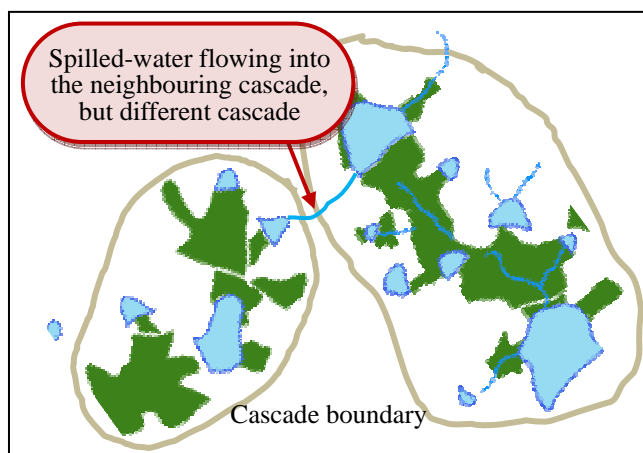 Spilled-water flowing into
the neighbouring cascade,
but different cascade
Cascade boundary